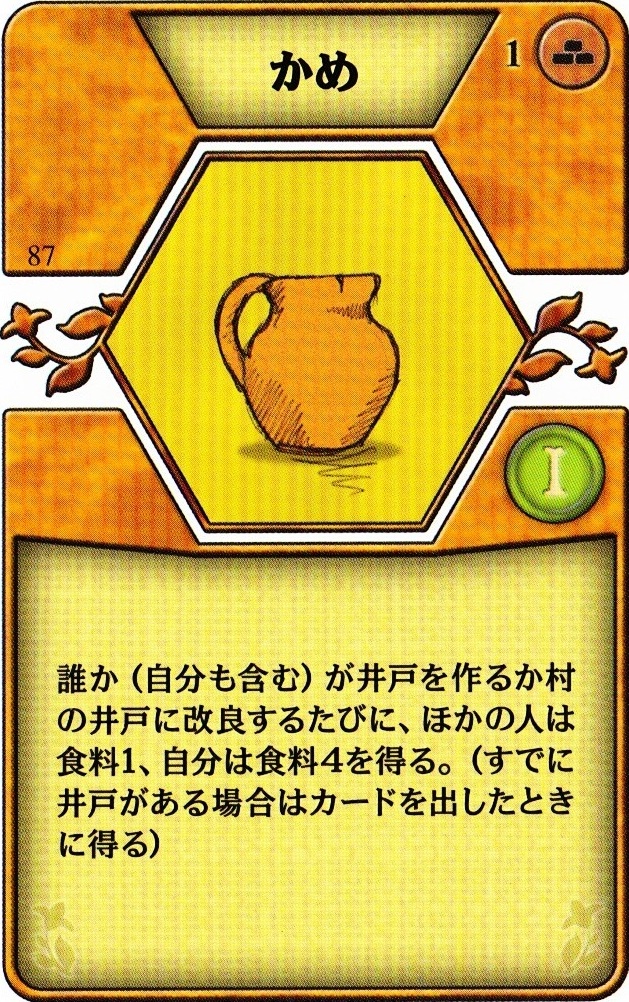 かめ
1
87
I
誰か（自分も含む）が井戸を作るか村
の井戸に改良するたびに、ほかの人は
食料1、自分は食料4を得る。（すでに
井戸がある場合はカードを出したとき
に得る）